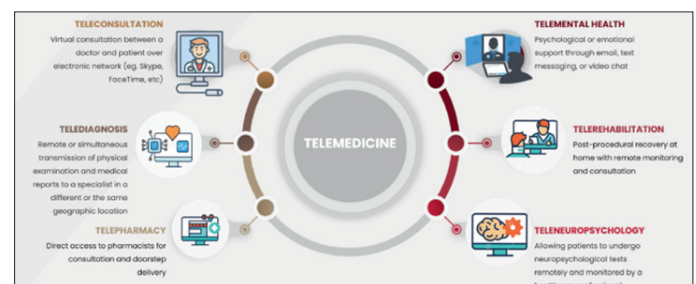 TELECONSULTATION
Virtual consultation between a
doctor and patient over
electronic network (eg. Skype,
FaceTime, etc)
TELEDIAGNOSIS
Remote or simultaneous
transmission of physical
examination and medical
reports to a specialist in a
different or the same
geographic location
TELEPHARMACY
Direct access to pharmacists for
consultation and doorstep
delivery
TELEMEDICINE
TELEMENTAL HEALTH
Psychological or emotional
support through email, text
messaging, or video chat
TELEREHABILITATION
Post-procedural recovery at
home with remote monitoring
and consultation
TELENEUROPSYCHOLOGY
Allowing patients to undergo
neuropsychological tests
remotely and monitored by a